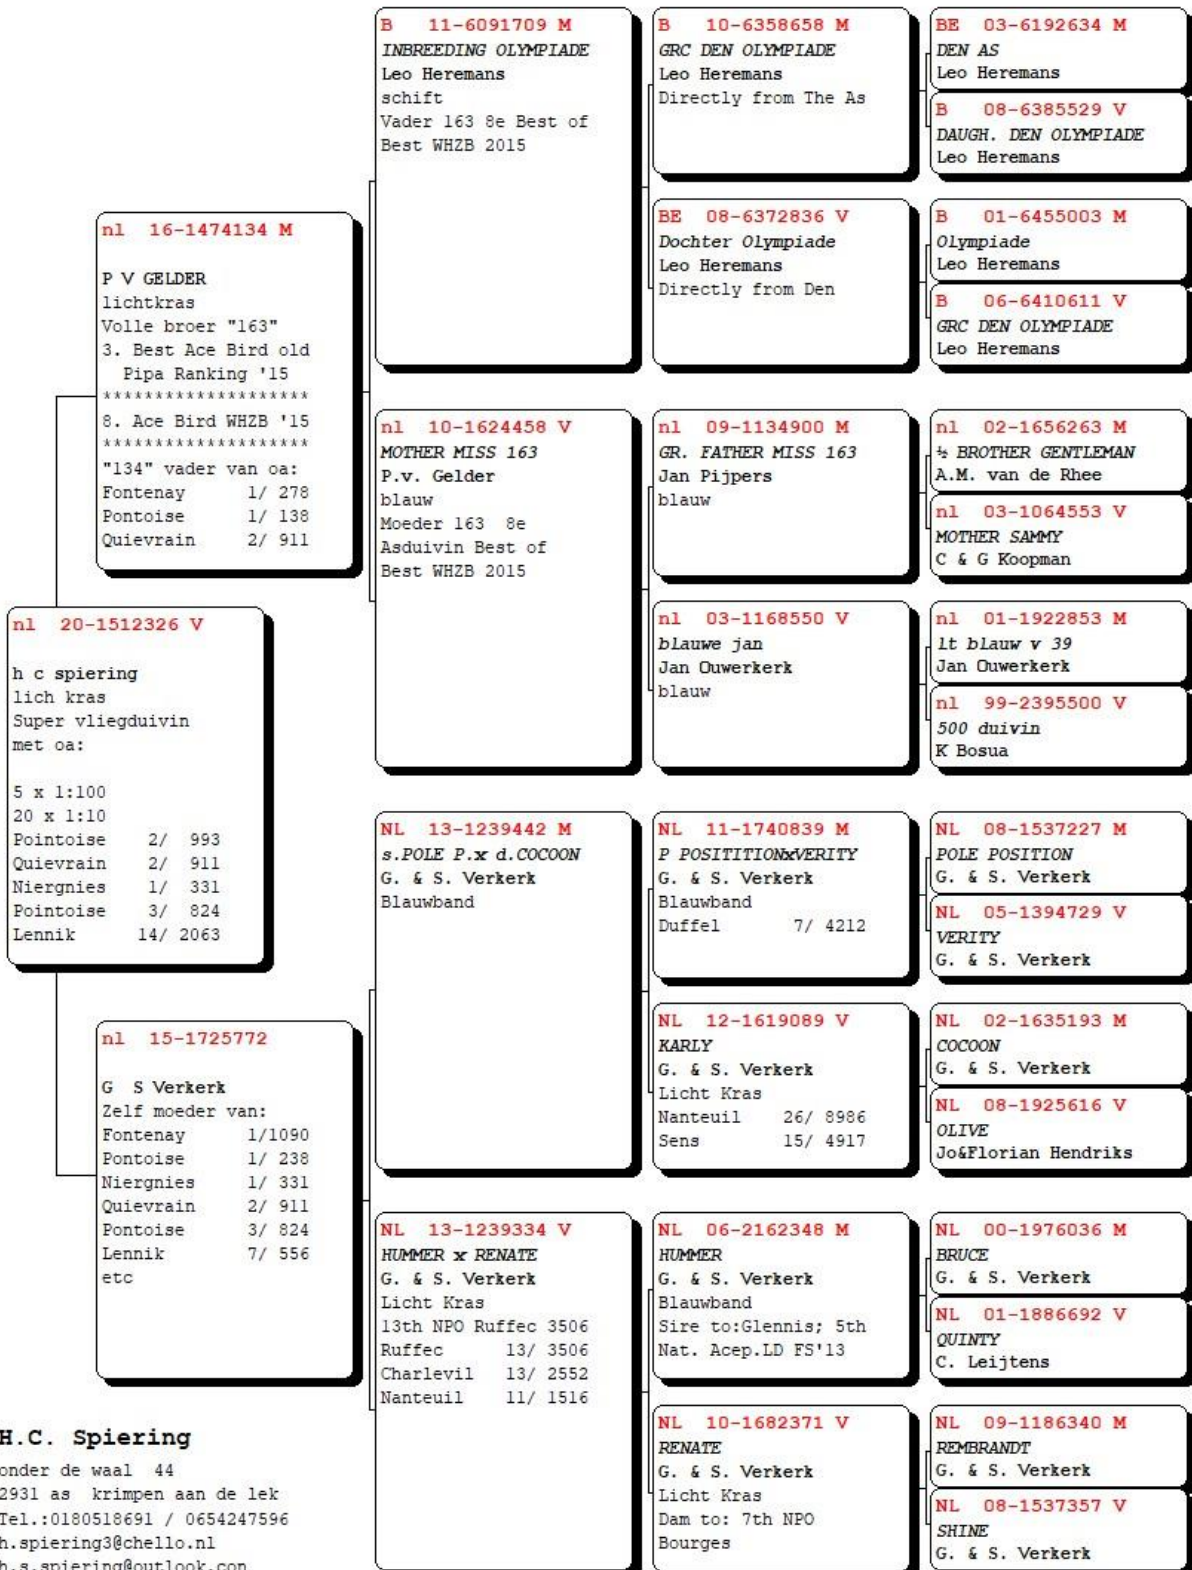 nl 20-1512326 V
h c spiering
lich kras
Super vliegduivin
met oa:
5 x 1:100
20 x 1:10
Pointoise 2/ 993
Quievrain 2/ 911
Niergnies 1/ 331
Pointoise 3/ 824
Lennik 14/ 2063
nl 16-1474134 M
P V GELDER
lichtkras
Volle broer "163"
3. Best Ace Bird old
Pipa Ranking '15
********************
8. Ace Bird WHZB '15
********************
"134" vader van oa:
Fontenay 1/ 278
Pontoise 1/ 138
Quievrain 2/ 911
nl 15-1725772
G S Verkerk
Zelf moeder van:
Fontenay 1/1090
Pontoise 1/ 238
Niergnies 1/ 331
Quievrain 2/ 911
Pontoise 3/ 824
Lennik 7/ 556
etc
B 11-6091709 M
INBREEDING OLYMPIADE
Leo Heremans
schift
Vader 163 8e Best of
Best WHZB 2015
nl 10-1624458 V
MOTHER MISS 163
P.v. Gelder
blauw
Moeder 163 8e
Asduivin Best of
Best WHZB 2015
NL 13-1239442 M
s.POLE P.x d.COCOON
G. & S. Verkerk
Blauwband
NL 13-1239334 V
HUMMER x RENATE
G. & S. Verkerk
Licht Kras
13th NPO Ruffec 3506
Ruffec 13/ 3506
Charlevil 13/ 2552
Nanteuil 11/ 1516
B 10-6358658 M
GRC DEN OLYMPIADE
Leo Heremans
Directly from The As
BE 08-6372836 V
Dochter Olympiade
Leo Heremans
Directly from Den
nl 09-1134900 M
GR. FATHER MISS 163
Jan Pijpers
blauw
nl 03-1168550 V
blauwe jan
Jan Ouwerkerk
blauw
NL 11-1740839 M
P POSITITIONxVERITY
G. & S. Verkerk
Blauwband
Duffel 7/ 4212
NL 12-1619089 V
KARLY
G. & S. Verkerk
Licht Kras
Nanteuil 26/ 8986
Sens 15/ 4917
NL 06-2162348 M
HUMMER
G. & S. Verkerk
Blauwband
Sire to:Glennis; 5th
Nat. Acep.LD FS'13
NL 10-1682371 V
RENATE
G. & S. Verkerk
Licht Kras
Dam to: 7th NPO
Bourges
BE 03-6192634 M
DEN AS
Leo Heremans
B 08-6385529 V
DAUGH. DEN OLYMPIADE
Leo Heremans
B 01-6455003 M
Olympiade
Leo Heremans
B 06-6410611 V
GRC DEN OLYMPIADE
Leo Heremans
nl 02-1656263 M
½ BROTHER GENTLEMAN
A.M. van de Rhee
nl 03-1064553 V
MOTHER SAMMY
C & G Koopman
nl 01-1922853 M
lt blauw v 39
Jan Ouwerkerk
nl 99-2395500 V
500 duivin
K Bosua
NL 08-1537227 M
POLE POSITION
G. & S. Verkerk
NL 05-1394729 V
VERITY
G. & S. Verkerk
NL 02-1635193 M
COCOON
G. & S. Verkerk
NL 08-1925616 V
OLIVE
Jo&Florian Hendriks
NL 00-1976036 M
BRUCE
G. & S. Verkerk
NL 01-1886692 V
QUINTY
C. Leijtens
NL 09-1186340 M
REMBRANDT
G. & S. Verkerk
NL 08-1537357 V
SHINE
G. & S. Verkerk
H.C. Spiering
onder de waal 44
2931 as krimpen aan de lek
Tel.:0180518691 / 0654247596
h.spiering3@chello.nl
h.s.spiering@outlook.con